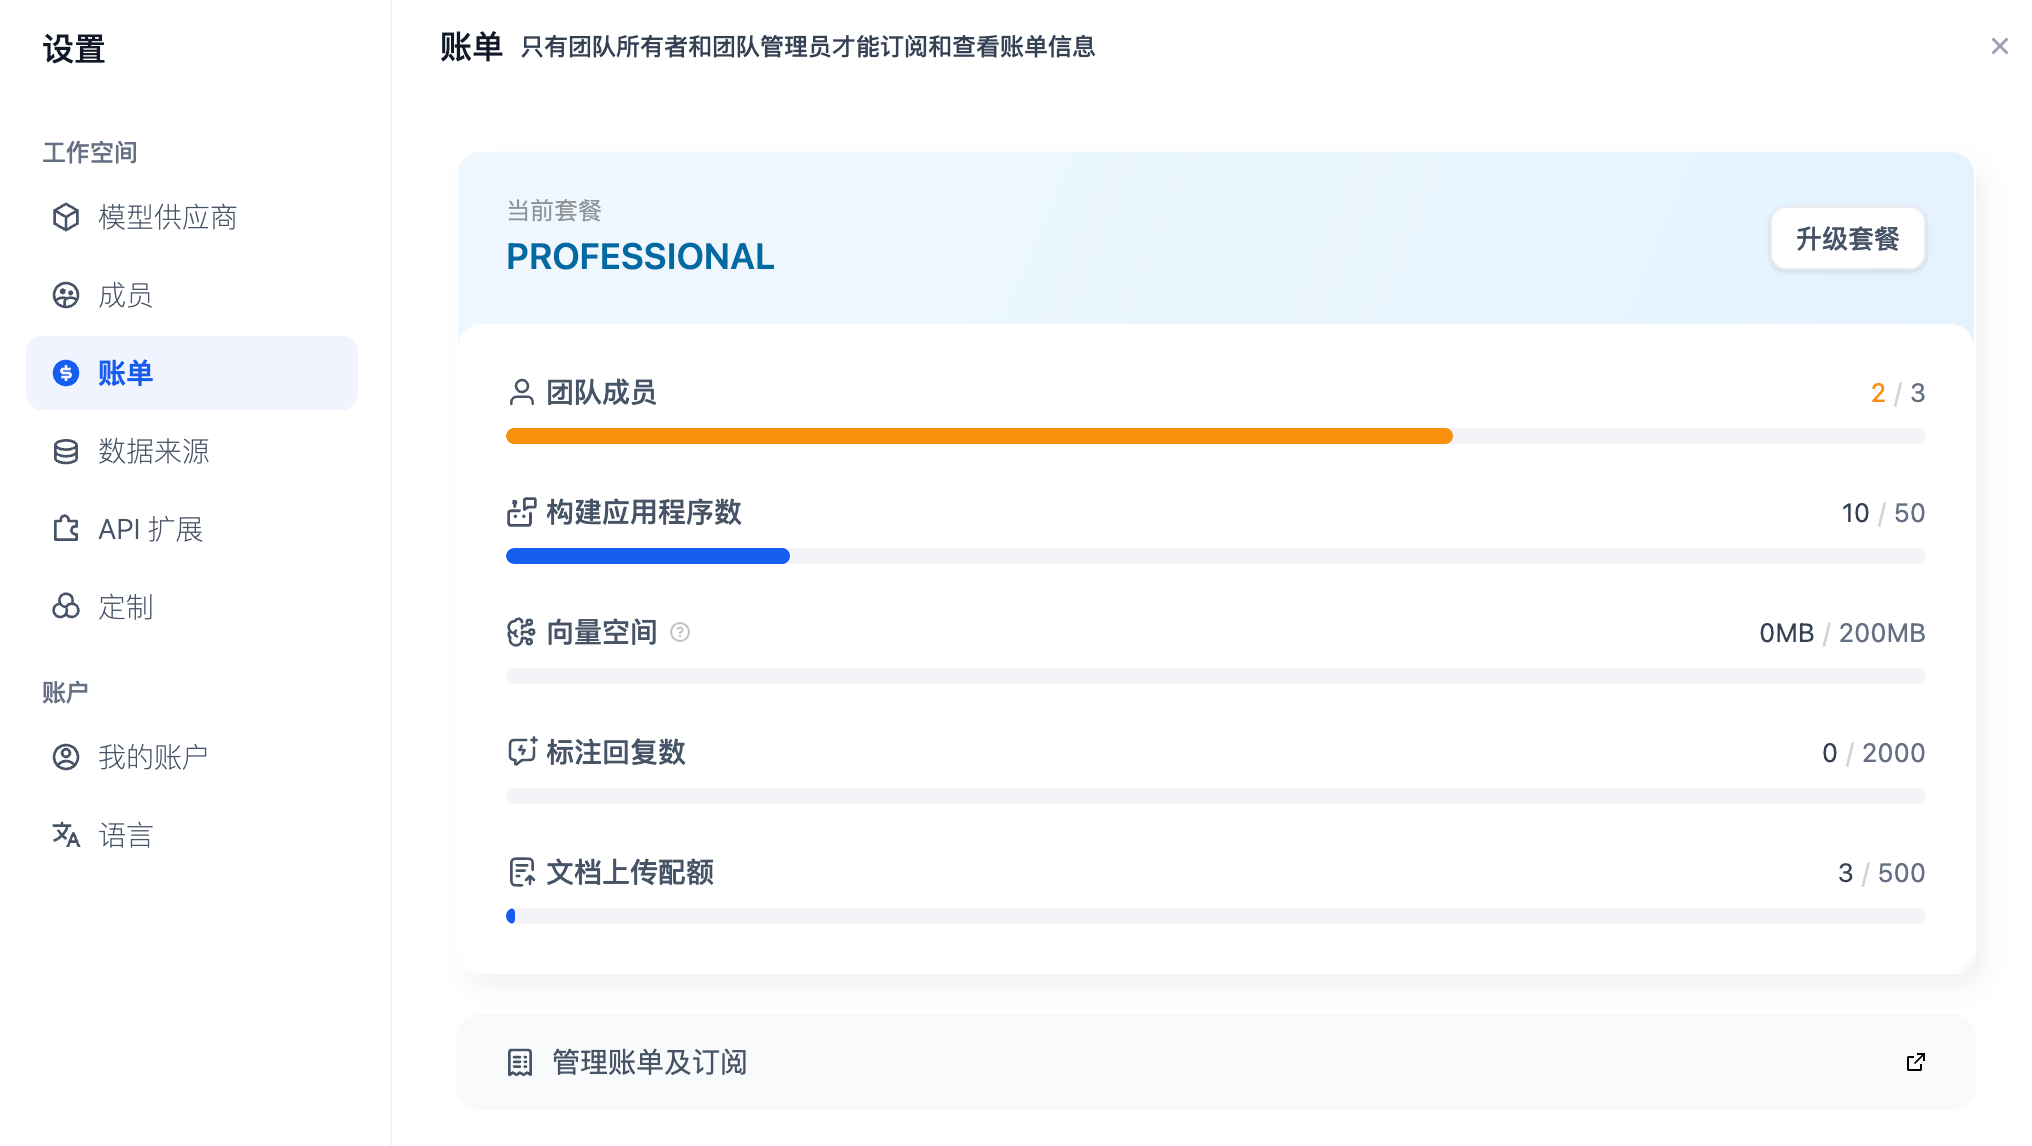 设置
工作空间
模型供应商
成员
账单
数据来源
API 扩展
定制
账户
我的账户
语言
账单 只有团队所有者和团队管理员才能订阅和查看账单信息
当前套餐
PROFESSIONAL
升级套餐
团队成员 2 / 3
构建应用程序数 10 / 50
向量空间 0MB / 200MB
标注回复数 0 / 2000
文档上传配额 3 / 500
管理账单及订阅